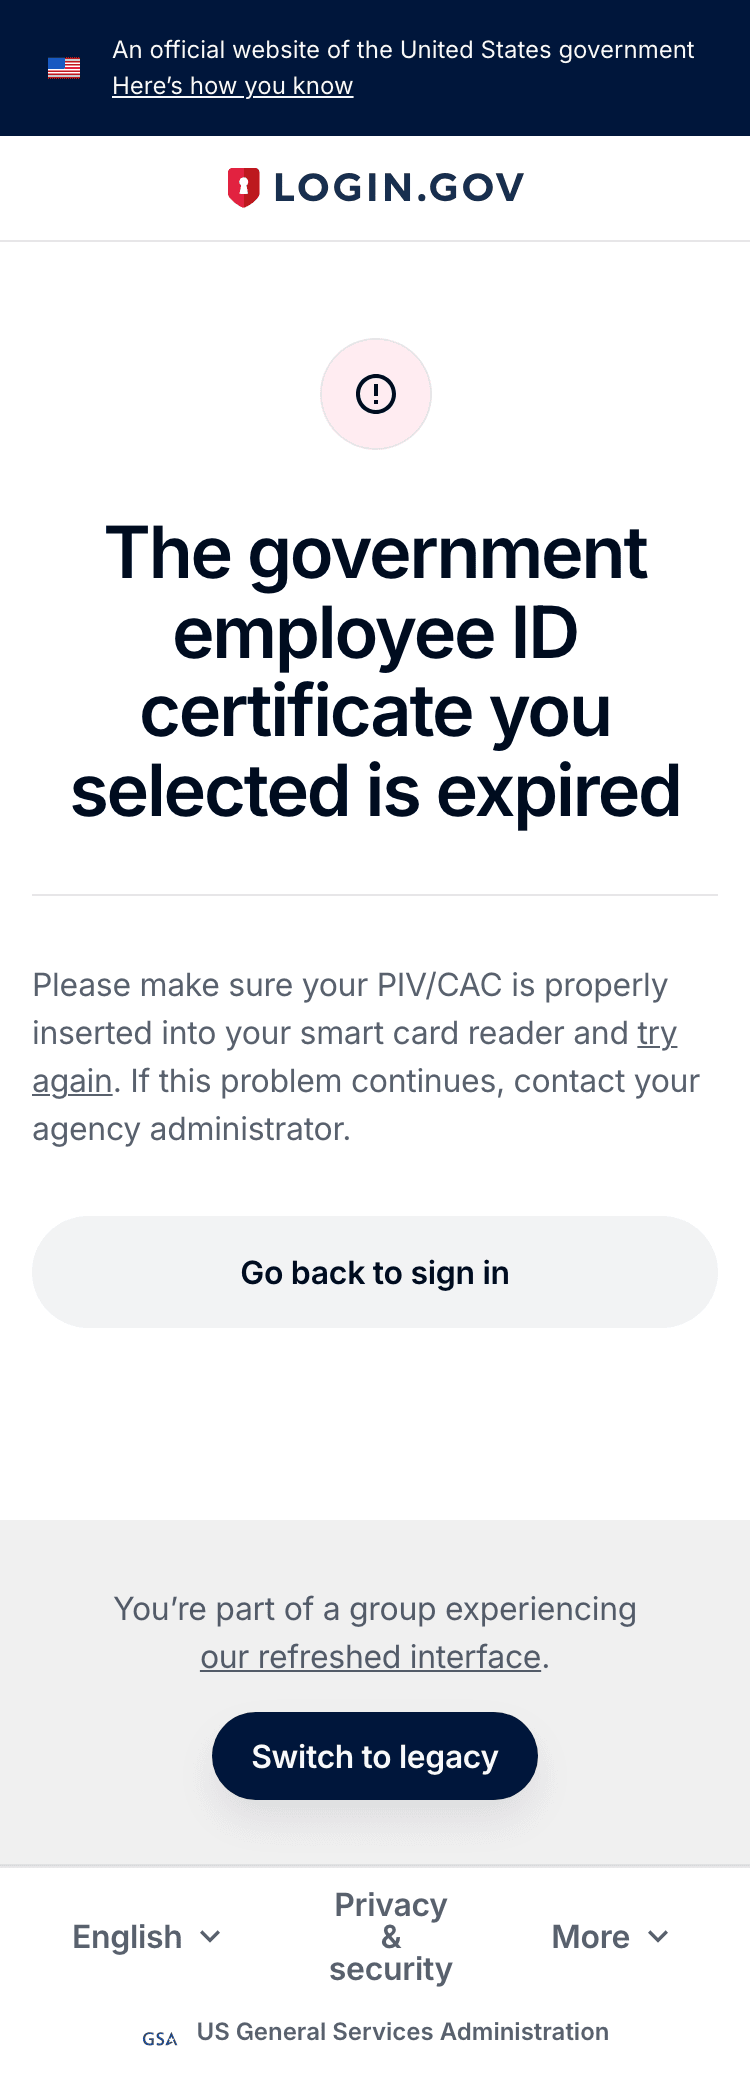 An official website of the United States government
Here’s how you know
LOGIN.GOV
The government
employee ID
certificate you
selected is expired
Please make sure your PIV/CAC is properly
inserted into your smart card reader and try
again. If this problem continues, contact your
agency administrator.
Go back to sign in
You’re part of a group experiencing
our refreshed interface.
Switch to legacy
English
Privacy
&
security
More
GSA US General Services Administration